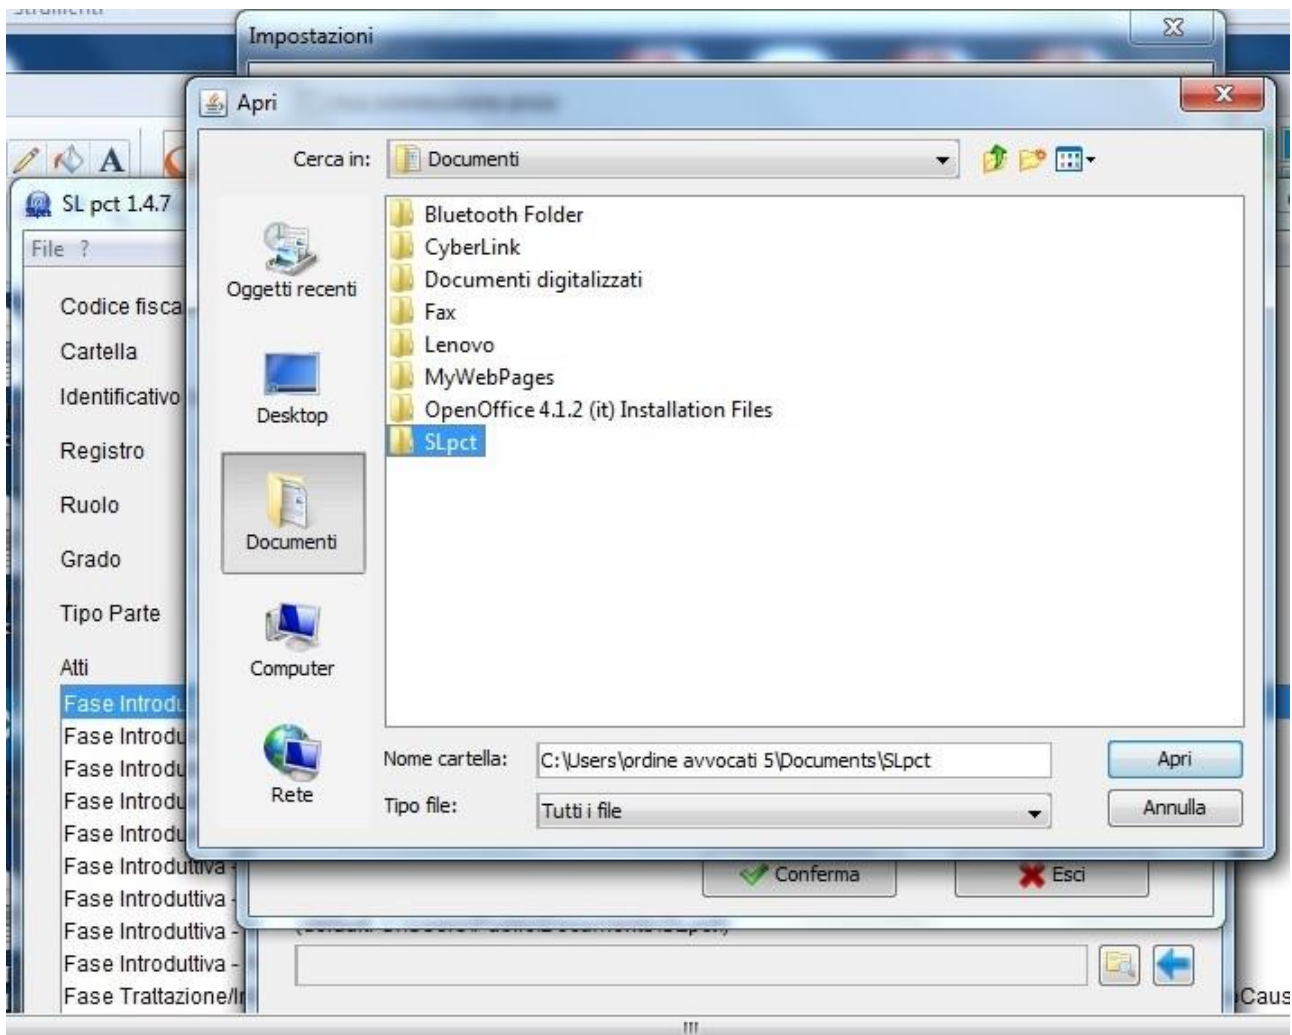 Strumenti
Impostazioni
Apri
Cerca in:
Documenti
A
SL pct 1.4.7
File ?
Codice fisca
Cartella
Identificativo
Registro
Ruolo
Grado
Tipo Parte
Atti
Fase Introdu
Fase Introdu
Fase Introdu
Fase Introdu
Fase Introdu
Fase Introduttiva -
Fase Introduttiva -
Fase Introduttiva -
Fase Introduttiva -
Fase Trattazione/Ir
Oggetti recenti
Desktop
Documenti
Computer
Rete
Bluetooth Folder
CyberLink
Documenti digitalizzati
Fax
Lenovo
MyWebPages
OpenOffice 4.1.2 (it) Installation Files
SLpct
Nome cartella:
C:\Users\ordine avvocati 5\Documents\SLpct
Apri
Tipo file:
Tutti i file
Annulla
Conferma
Esci
Caus